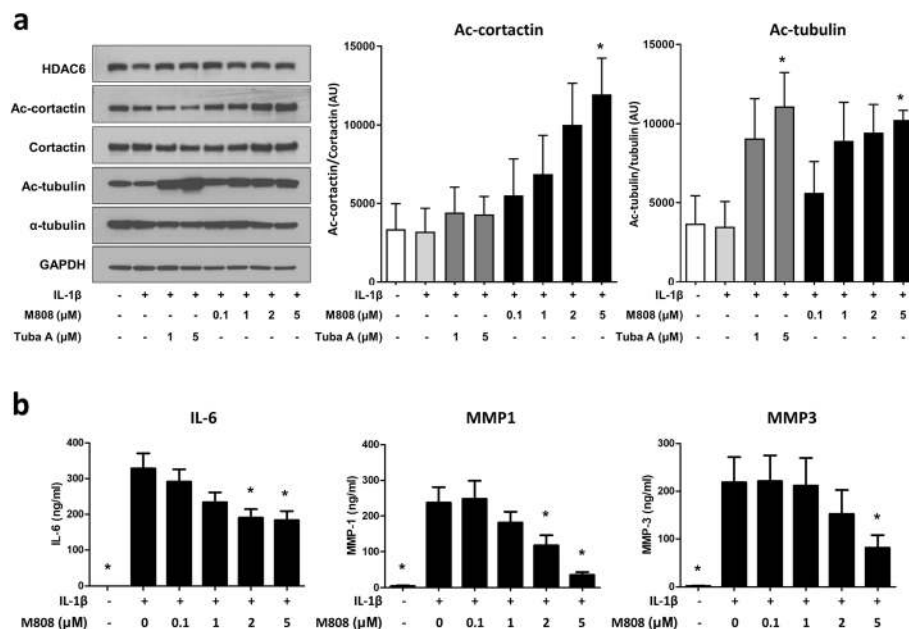 a
HDAC6
Ac-cortactin
Cortactin
Ac-tubulin
α-tubulin
GAPDH
IL-1β - + + + + + + +
M808 (μM) - - - - 0.1 1 2 5
Tuba A (μM) - - 1 5 - - - -
Ac-cortactin
Ac-cortactin/Cortactin (AU)
15000
10000
5000
0
*
IL-1β - + + + + + + +
M808 (μM) - - - - 0.1 1 2 5
Tuba A (μM) - - 1 5 - - - -
Ac-tubulin
Ac-tubulin/tubulin (AU)
15000
10000
5000
0
* *
IL-1β - + + + + + + +
M808 (μM) - - - - 0.1 1 2 5
Tuba A (μM) - - 1 5 - - - -
b
IL-6
IL-6 (ng/ml)
400
300
200
100
0
* * *
IL-1β - + + + + +
M808 (μM) - 0 0.1 1 2 5
MMP1
MMP-1 (ng/ml)
400
300
200
100
0
* * *
IL-1β - + + + + +
M808 (μM) - 0 0.1 1 2 5
MMP3
MMP-3 (ng/ml)
300
200
100
0
* *
IL-1β - + + + + +
M808 (μM) - 0 0.1 1 2 5